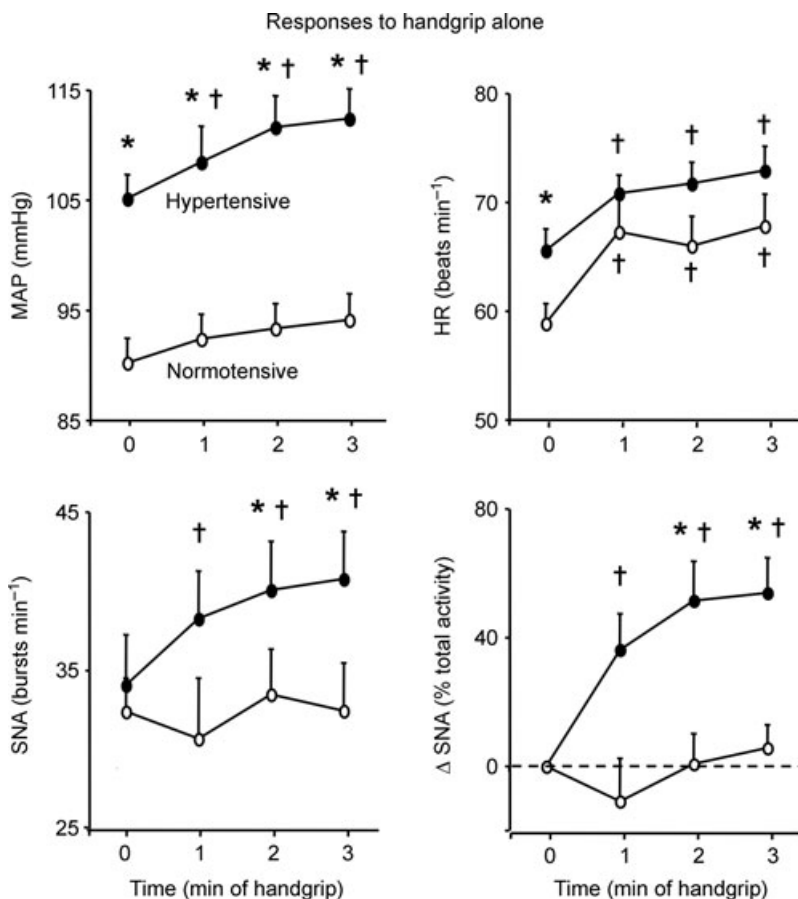 Responses to handgrip alone
MAP (mmHg)
115
105
95
85
* * † * † * †
Hypertensive
Normotensive
0 1 2 3
HR (beats min⁻¹)
80
70
60
50
* † † †
† † †
0 1 2 3
SNA (bursts min⁻¹)
45
35
25
† * † * †
0 1 2 3
Time (min of handgrip)
Δ SNA (% total activity)
80
40
0
† * † * †
0 1 2 3
Time (min of handgrip)